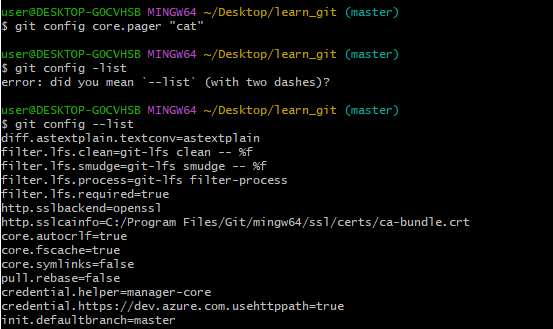 user@DESKTOP-GOCVHSB MINGW64 ~/Desktop/learn_git (master)
$ git config core.pager "cat"
user@DESKTOP-GOCVHSB MINGW64 ~/Desktop/learn_git (master)
$ git config -list
error: did you mean `--list` (with two dashes)?
user@DESKTOP-GOCVHSB MINGW64 ~/Desktop/learn_git (master)
$ git config --list
diff.astextplain.textconv=astextplain
filter.lfs.clean=git-lfs clean -- %f
filter.lfs.smudge=git-lfs smudge -- %f
filter.lfs.process=git-lfs filter-process
filter.lfs.required=true
http.sslbackend=openssl
http.sslcainfo=C:/Program Files/Git/mingw64/ssl/certs/ca-bundle.crt
core.autocrlf=true
core.fscache=true
core.symlinks=false
pull.rebase=false
credential.helper=manager-core
credential.https://dev.azure.com.usehttppath=true
init.defaultbranch=master